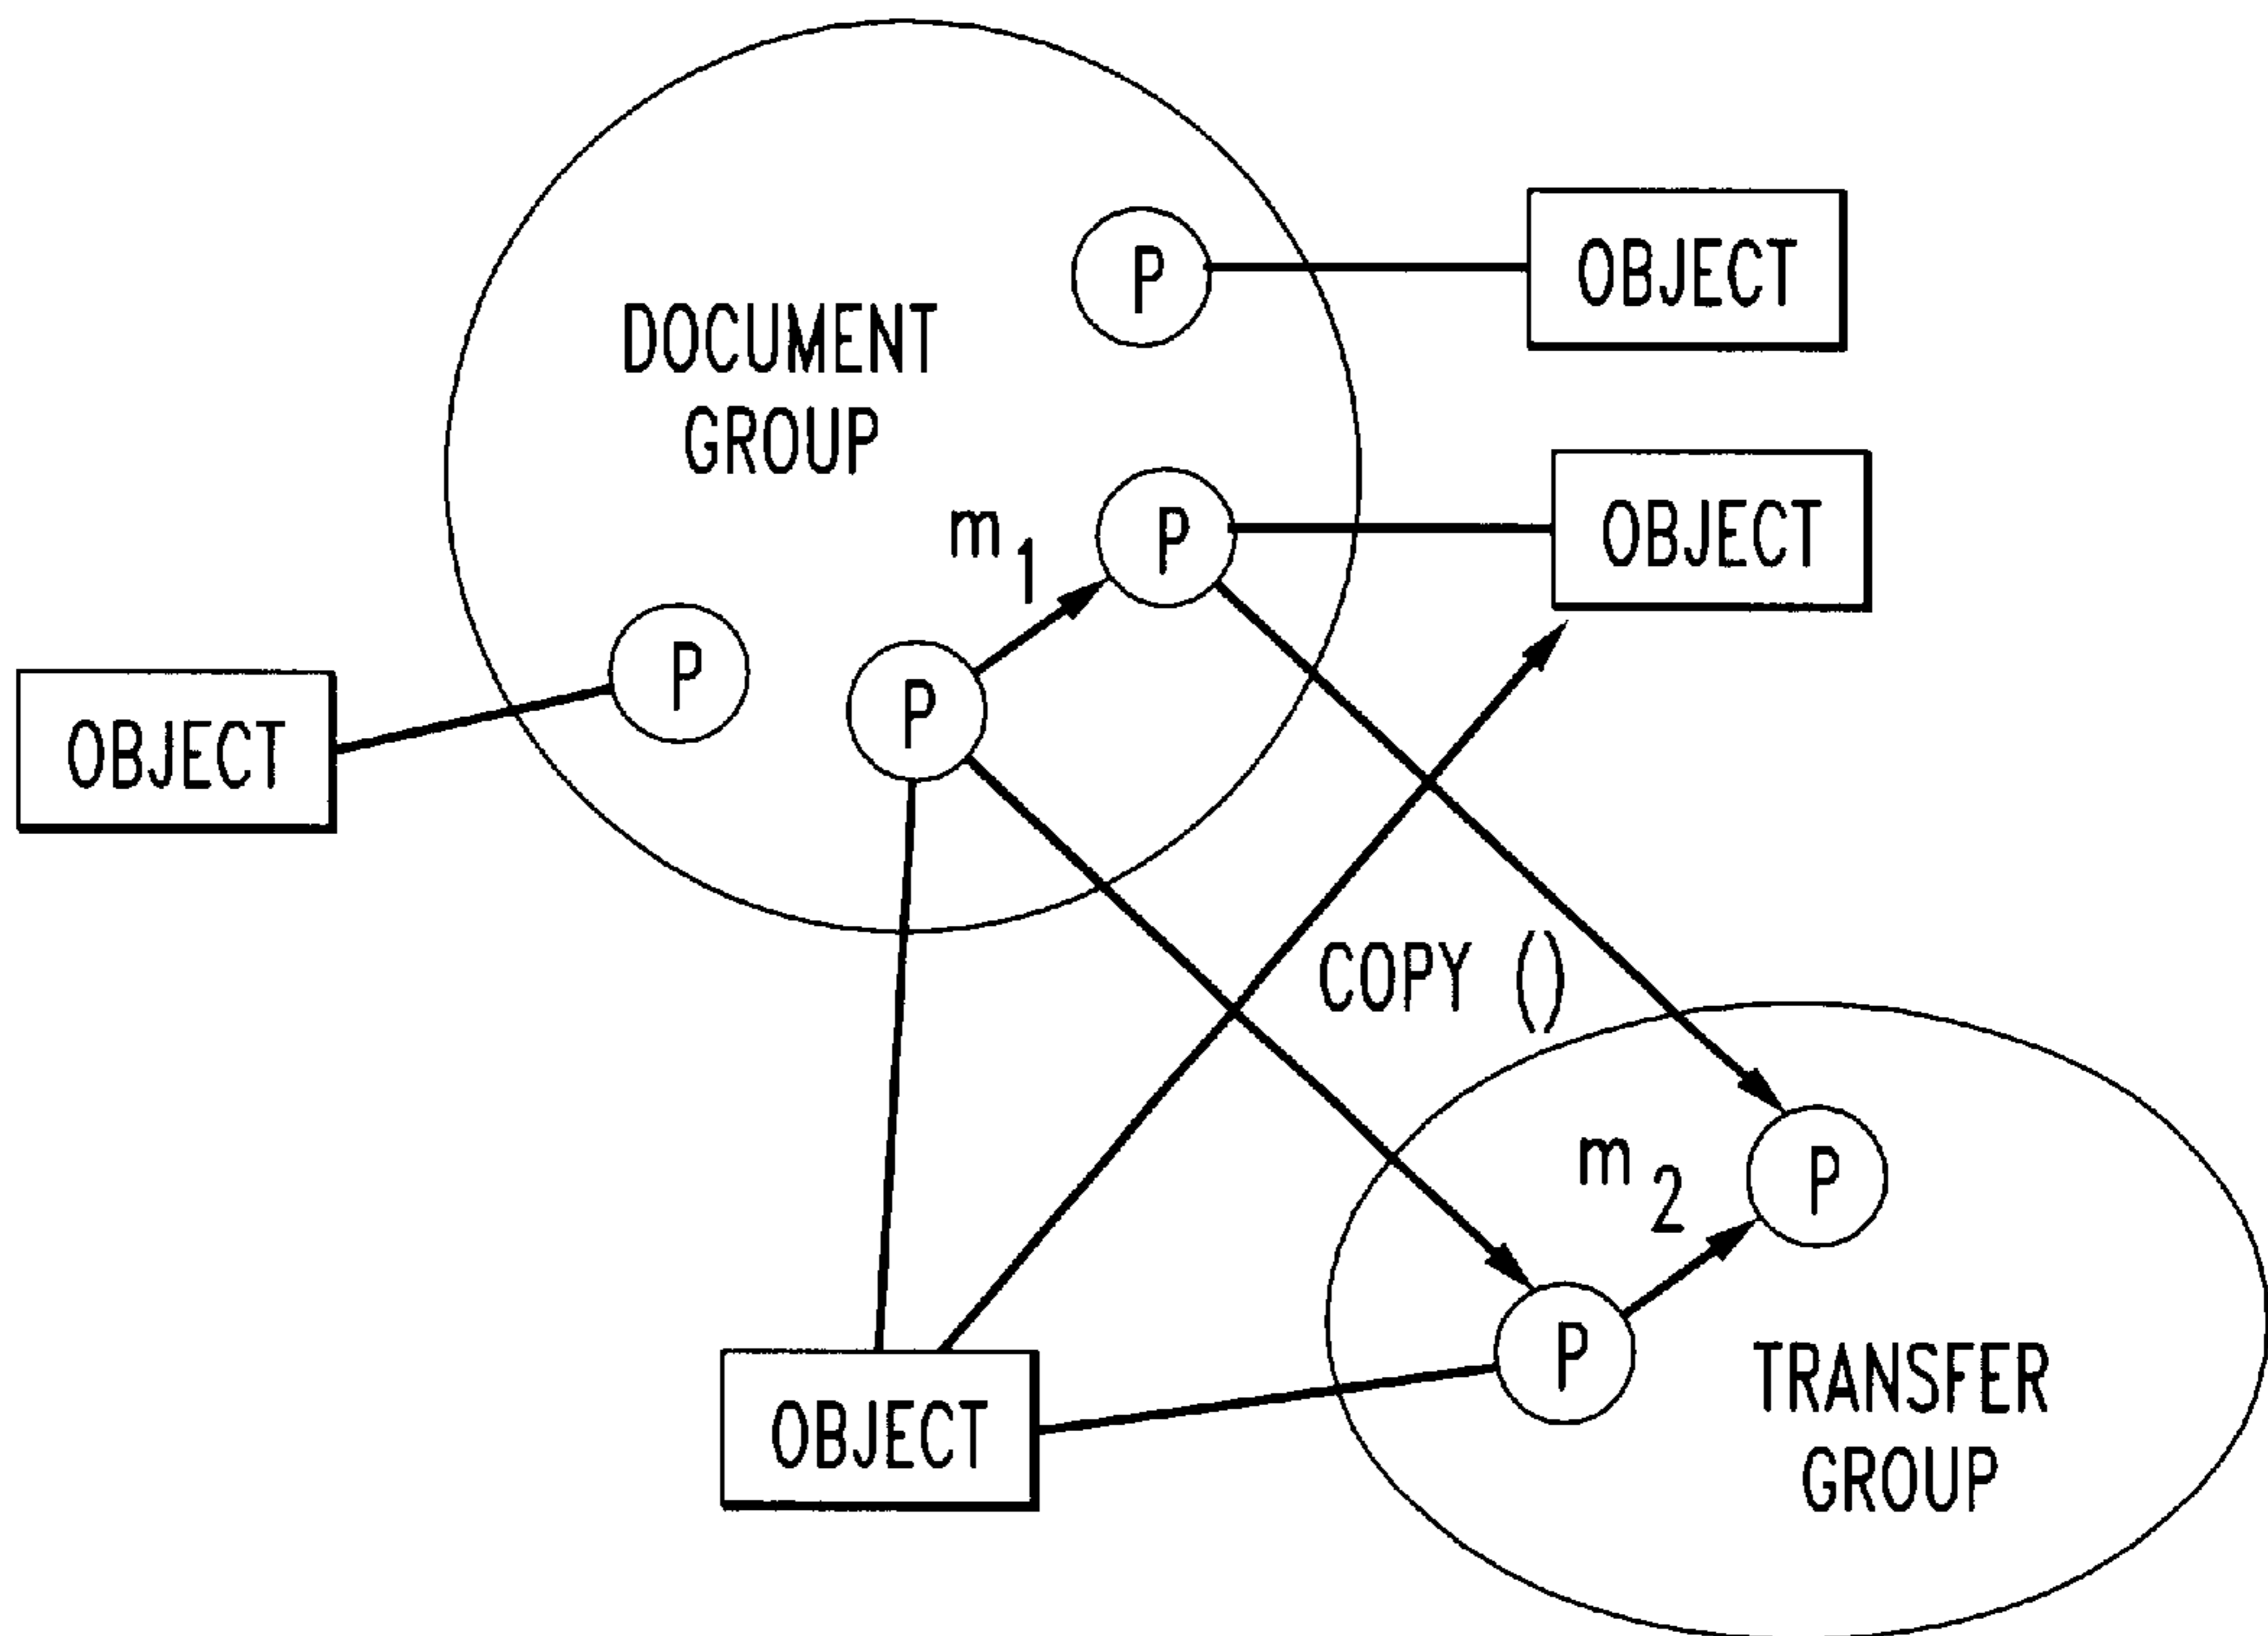 P
OBJECT
DOCUMENT
GROUP
m1
P
OBJECT
P
P
OBJECT
COPY ()
m2
P
P
TRANSFER
GROUP
OBJECT